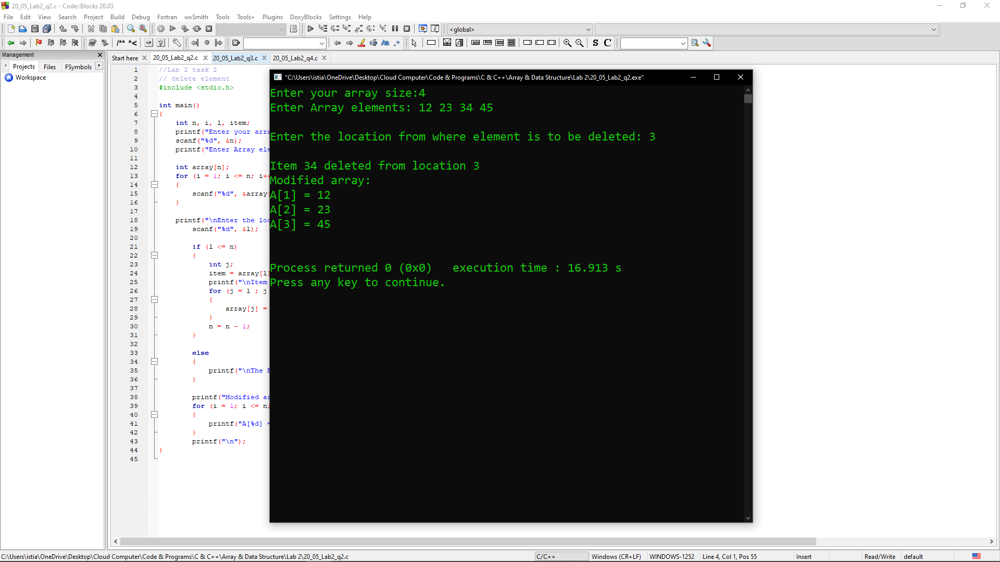 20_05_Lab2_q2.c - Code::Blocks 20.03
File Edit View Search Project Build Debug Fortran wxSmith Tools Tools+ Plugins DoxyBlocks Settings Help
<global>
/** *<
Aa .*
S C
Management
Projects Files FSymbols
Workspace
Start here 20_05_Lab2_q2.c 20_05_Lab2_q3.c 20_05_Lab2_q4.c
1 //Lab 2 task 2
2 // delete element
3 #include <stdio.h>
4
5 int main()
6 {
7 int n, i, l, item;
8 printf("Enter your arra
9 scanf("%d", &n);
10 printf("Enter Array ele
11
12 int array[n];
13 for (i = 1; i <= n; i++
14 {
15 scanf("%d", &array[
16 }
17
18 printf("\nEnter the loc
19 scanf("%d", &l);
20
21 if (l <= n)
22 {
23 int j;
24 item = array[l]
25 printf("\nItem
26 for (j = l ; j
27 {
28 array[j] =
29 }
30 n = n - 1;
31 }
32
33 else
34 {
35 printf("\nThe E
36 }
37
38 printf("Modified ar
39 for (i = 1; i <= n;
40 {
41 printf("A[%d] =
42 }
43 printf("\n");
44 }
45
"C:\Users\istia\OneDrive\Desktop\Cloud Computer\Code & Programs\C & C++\Array & Data Structure\Lab 2\20_05_Lab2_q2.exe"
Enter your array size:4
Enter Array elements: 12 23 34 45
Enter the location from where element is to be deleted: 3
Item 34 deleted from location 3
Modified array:
A[1] = 12
A[2] = 23
A[3] = 45
Process returned 0 (0x0)   execution time : 16.913 s
Press any key to continue.
C:\Users\istia\OneDrive\Desktop\Cloud Computer\Code & Programs\C & C++\Array & Data Structure\Lab 2\20_05_Lab2_q2.c C/C++ Windows (CR+LF) WINDOWS-1252 Line 4, Col 1, Pos 55 Insert Read/Write default